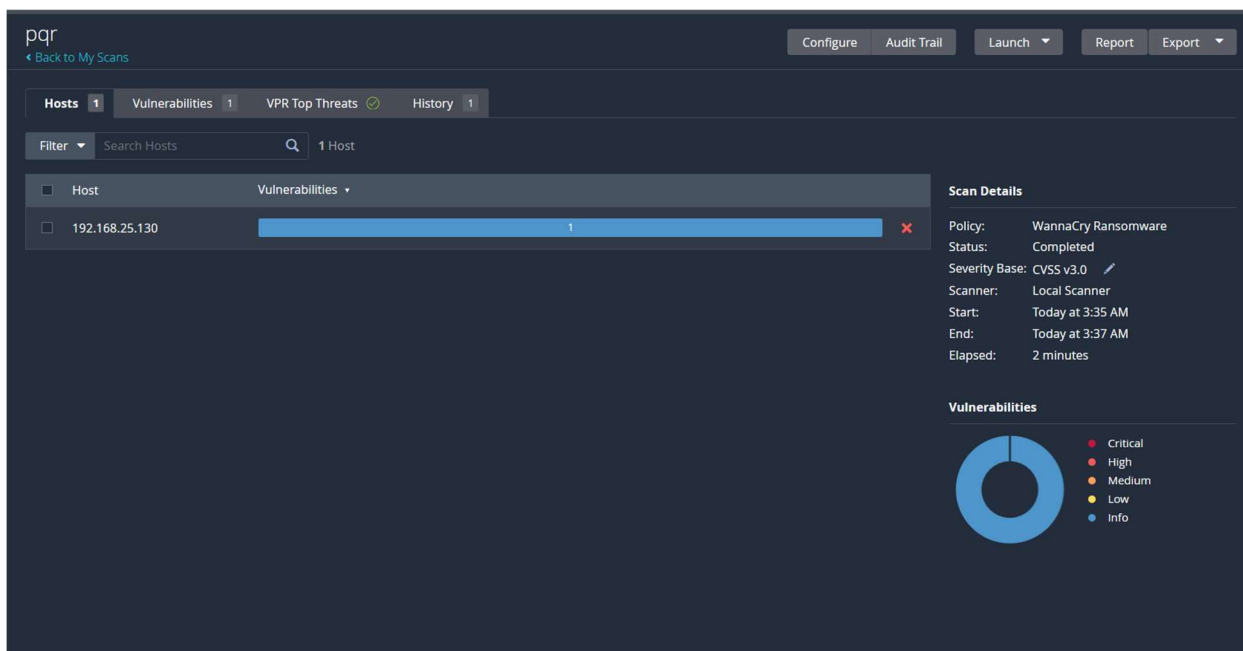 pqr
Back to My Scans
Configure Audit Trail Launch Report Export
Hosts 1 Vulnerabilities 1 VPR Top Threats History 1
Filter Search Hosts 1 Host
Host Vulnerabilities
192.168.25.130 1
Scan Details
Policy: WannaCry Ransomware
Status: Completed
Severity Base: CVSS v3.0
Scanner: Local Scanner
Start: Today at 3:35 AM
End: Today at 3:37 AM
Elapsed: 2 minutes
Vulnerabilities
Critical
High
Medium
Low
Info